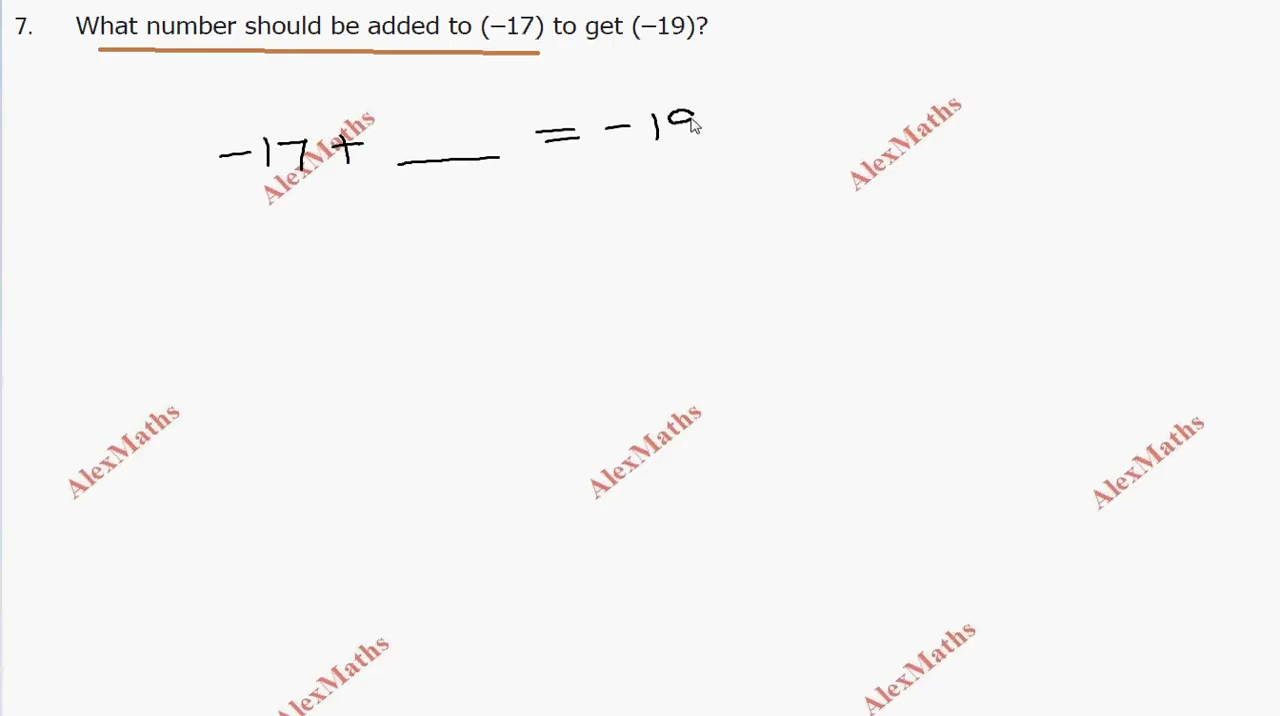 7. What number should be added to (−17) to get (−19)?
AlexMaths
−17 + ___ = −19
AlexMaths
AlexMaths
AlexMaths
AlexMaths
AlexMaths
AlexMaths